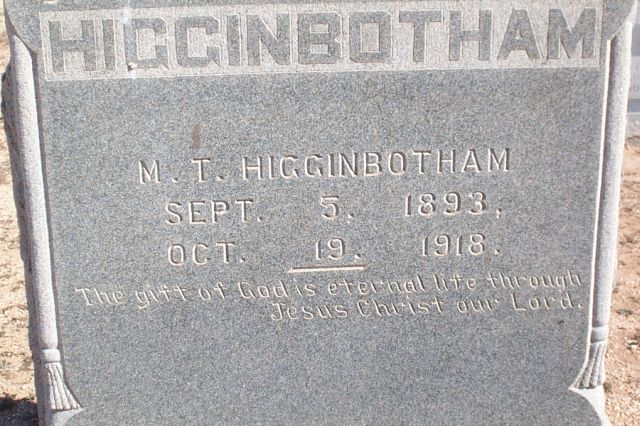 HIGGINBOTHAM
M. T. HIGGINBOTHAM
SEPT. 5, 1893,
OCT. 19, 1918.
The gift of God is eternal life through
Jesus Christ our Lord.